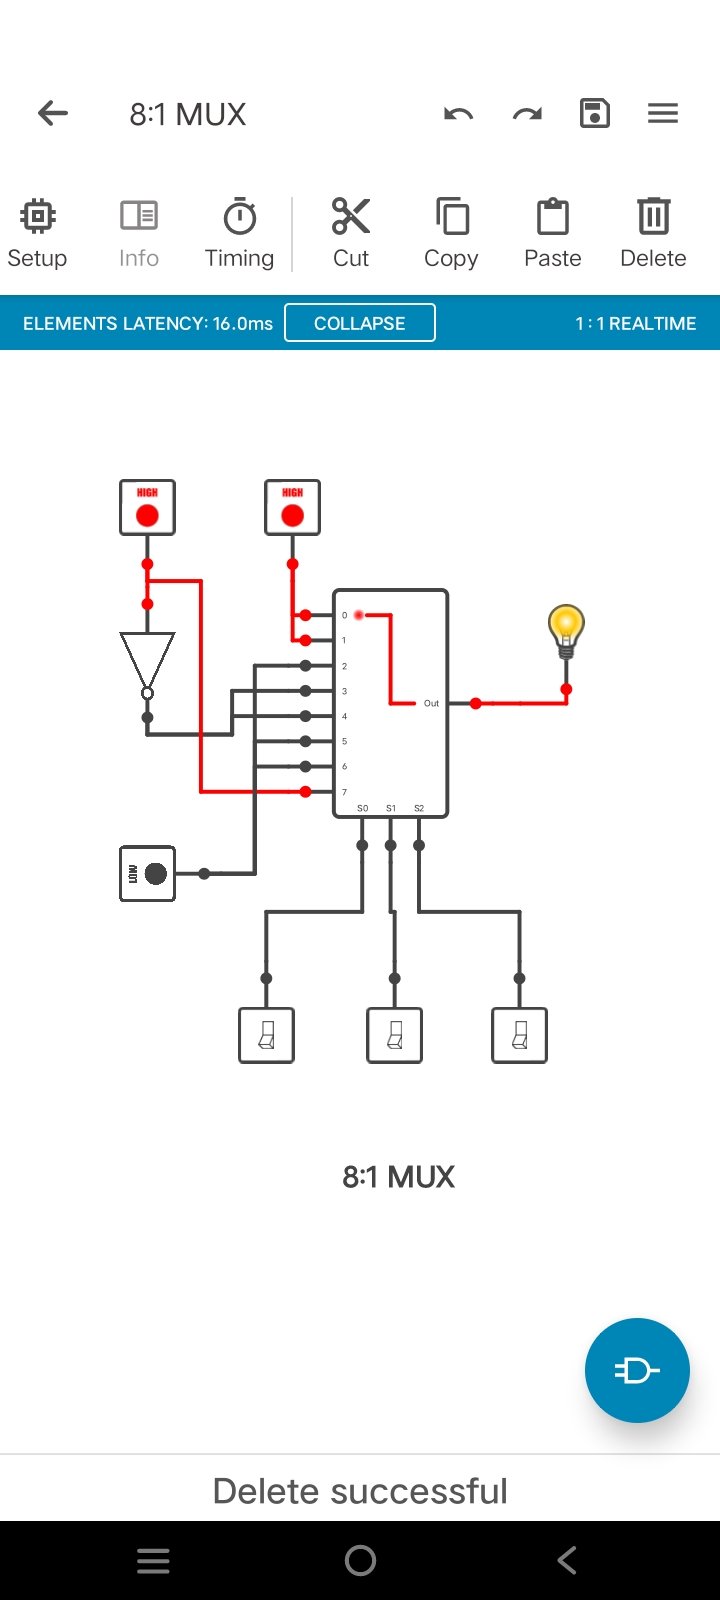 8:1 MUX
Setup Info Timing Cut Copy Paste Delete
ELEMENTS LATENCY: 16.0ms COLLAPSE 1 : 1 REALTIME
HIGH HIGH
0
1
2
3
Out
4
5
6
7
S0 S1 S2
LOW
8:1 MUX
Delete successful